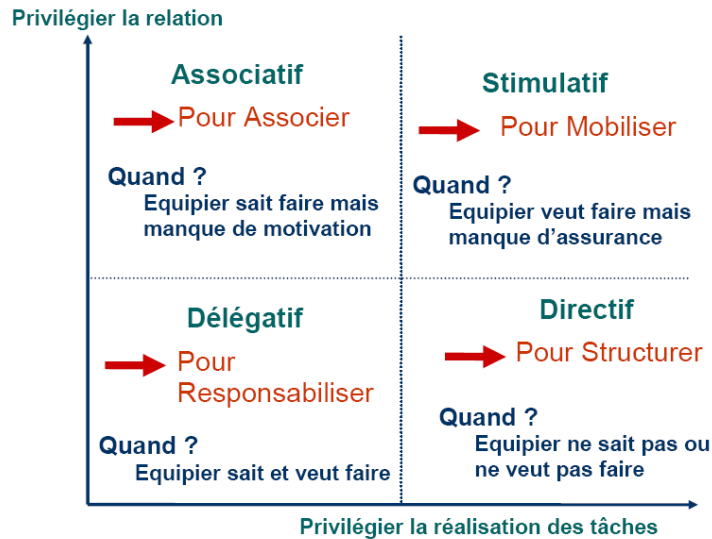 Privilégier la relation
Associatif
Pour Associer
Quand ?
Equipier sait faire mais
manque de motivation
Stimulatif
Pour Mobiliser
Quand ?
Equipier veut faire mais
manque d'assurance
Délégatif
Pour
Responsabiliser
Quand ?
Equipier sait et veut faire
Directif
Pour Structurer
Quand ?
Equipier ne sait pas ou
ne veut pas faire
Privilégier la réalisation des tâches